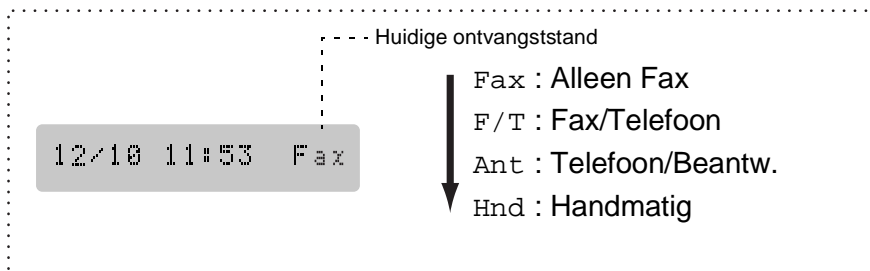 Huidige ontvangststand
12/10 11:53 Fax
Fax : Alleen Fax
F/T : Fax/Telefoon
Ant : Telefoon/Beantw.
Hnd : Handmatig